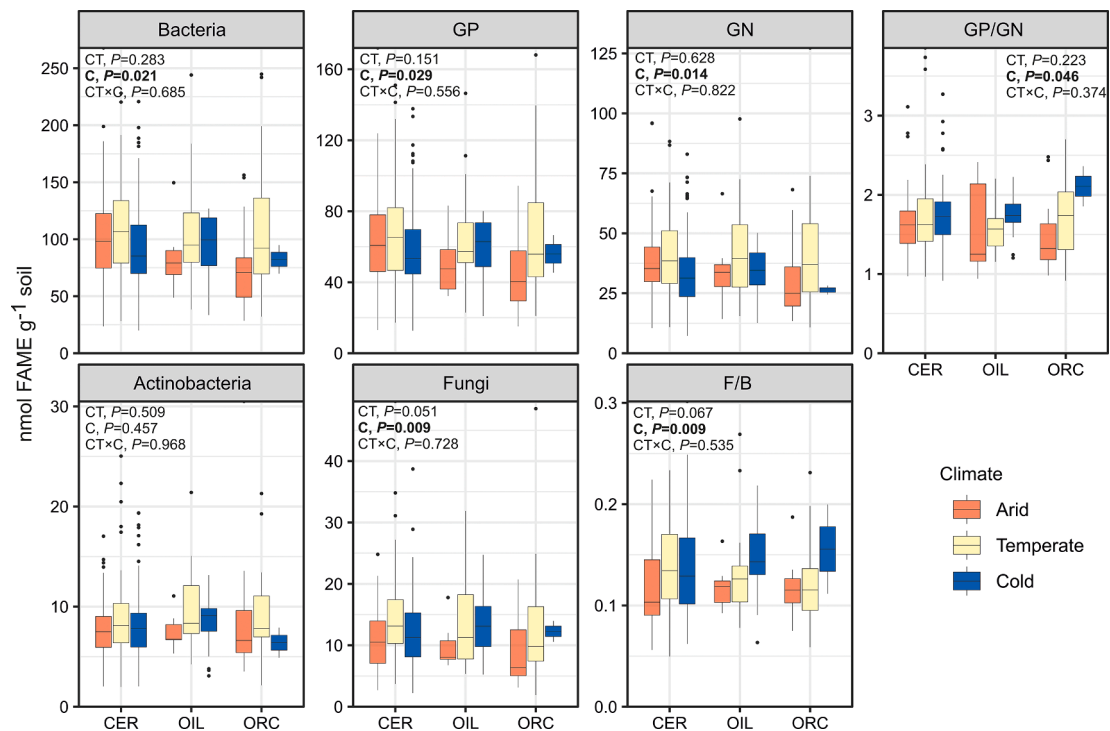 Bacteria
CT, P=0.283
C, P=0.021
CT×C, P=0.685
250
200
150
100
50
0
GP
CT, P=0.151
C, P=0.029
CT×C, P=0.556
160
120
80
40
0
GN
CT, P=0.628
C, P=0.014
CT×C, P=0.822
125
100
75
50
25
0
GP/GN
CT, P=0.223
C, P=0.046
CT×C, P=0.374
3
2
1
0
CER OIL ORC
nmol FAME g-1 soil
Actinobacteria
CT, P=0.509
C, P=0.457
CT×C, P=0.968
30
20
10
0
CER OIL ORC
Fungi
CT, P=0.051
C, P=0.009
CT×C, P=0.728
50
40
30
20
10
0
CER OIL ORC
F/B
CT, P=0.067
C, P=0.009
CT×C, P=0.535
0.3
0.2
0.1
0.0
CER OIL ORC
Climate
Arid
Temperate
Cold